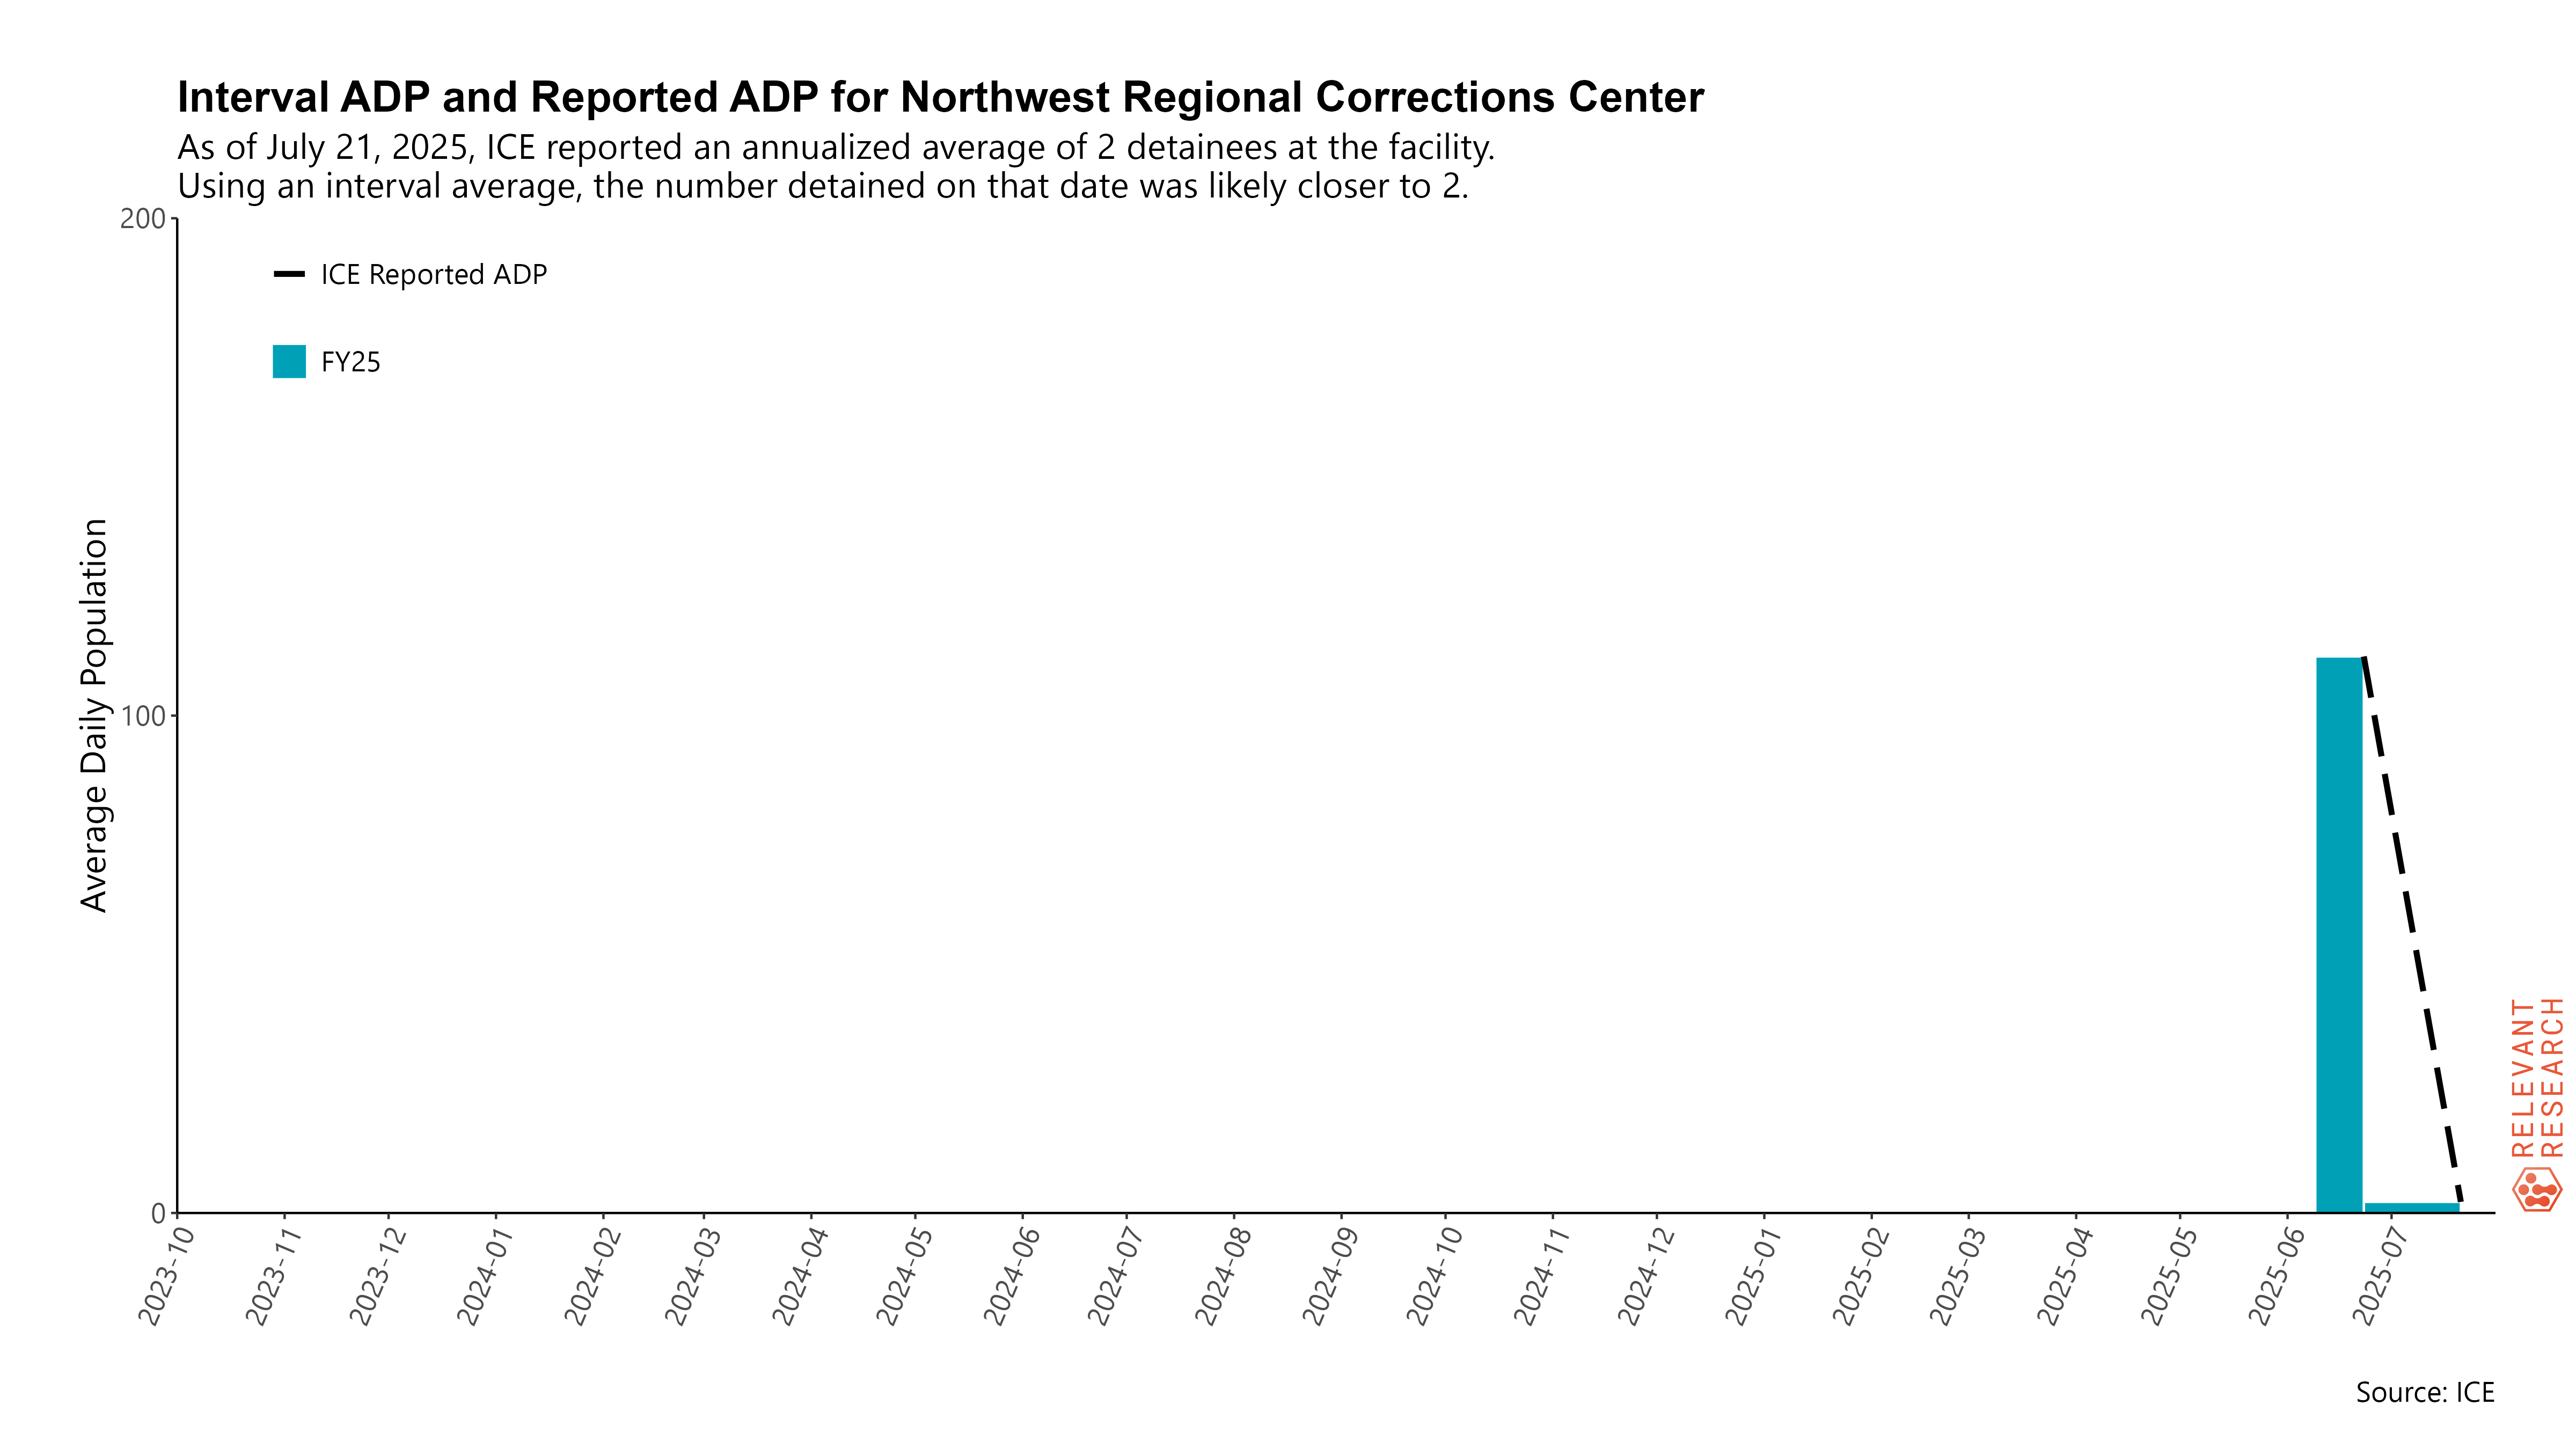 Interval ADP and Reported ADP for Northwest Regional Corrections Center
As of July 21, 2025, ICE reported an annualized average of 2 detainees at the facility.
Using an interval average, the number detained on that date was likely closer to 2.
200
ICE Reported ADP
FY25
Average Daily Population
100
0
2023-10
2023-11
2023-12
2024-01
2024-02
2024-03
2024-04
2024-05
2024-06
2024-07
2024-08
2024-09
2024-10
2024-11
2024-12
2025-01
2025-02
2025-03
2025-04
2025-05
2025-06
2025-07
RELEVANT
RESEARCH
Source: ICE